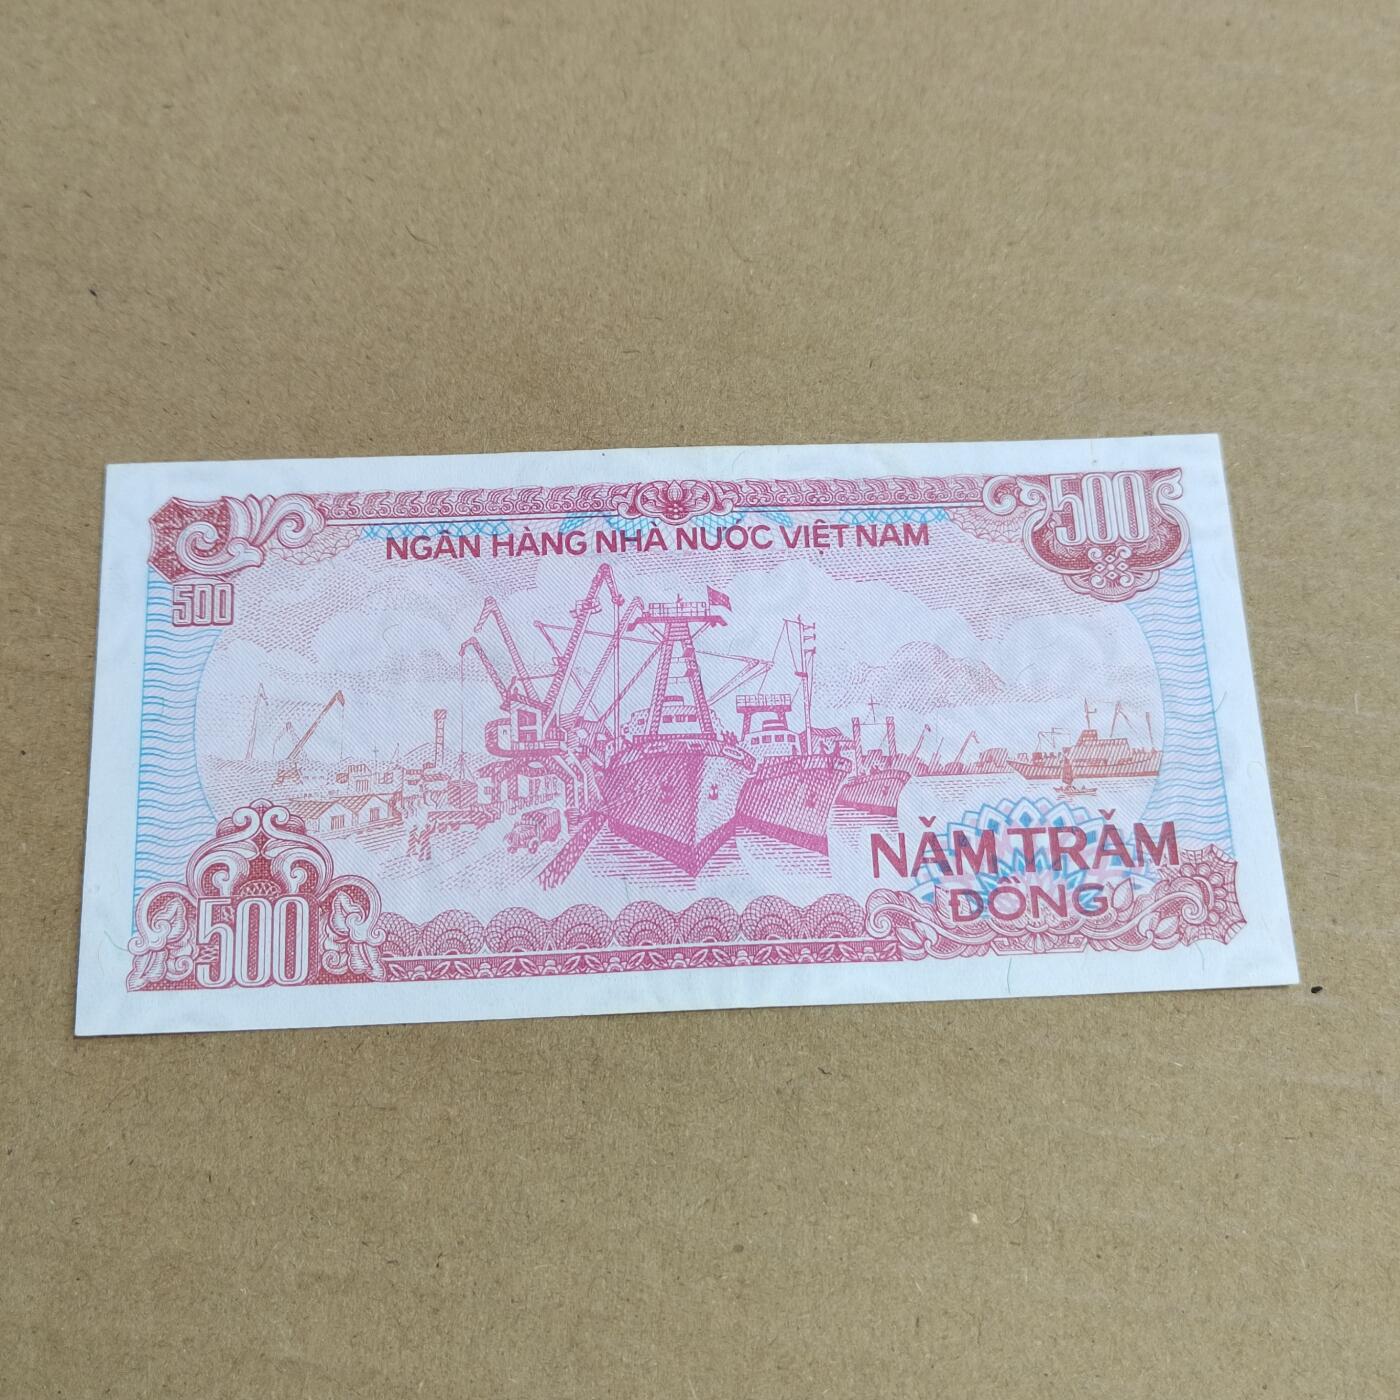 NGÂN HÀNG NHÀ NƯỚC VIỆT NAM
500
500
500
NĂM TRĂM
ĐỒNG